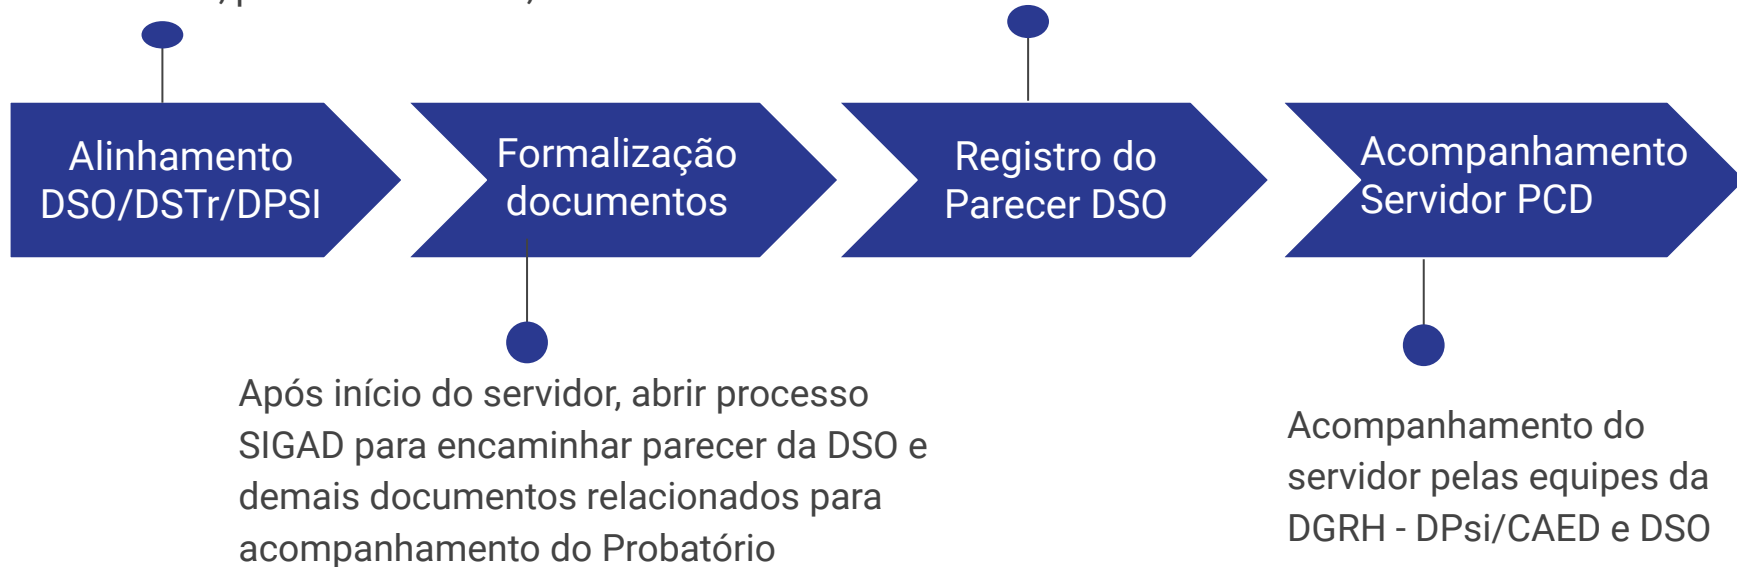 Alinhamento
DSO/DSTr/DPSI
Formalização
documentos
Registro do
Parecer DSO
Acompanhamento
Servidor PCD
Após início do servidor, abrir processo
SIGAD para encaminhar parecer da DSO e
demais documentos relacionados para
acompanhamento do Probatório
Acompanhamento do
servidor pelas equipes da
DGRH - DPsi/CAED e DSO